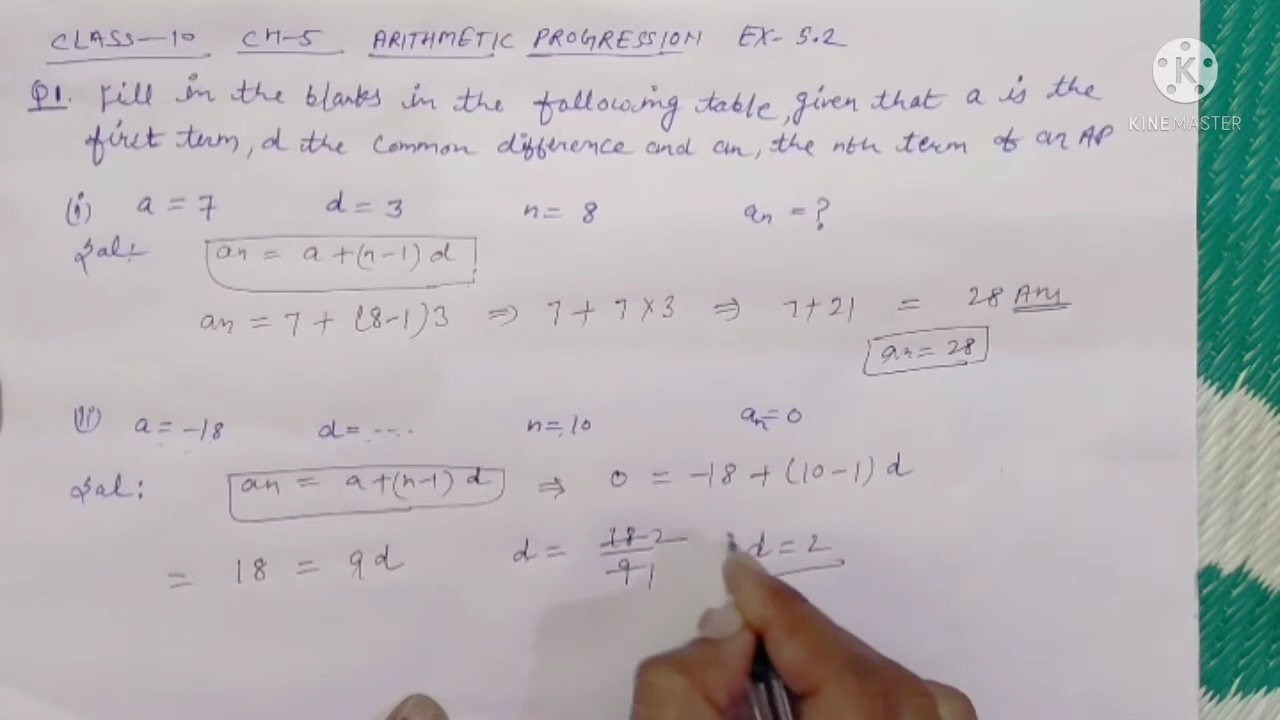 CLASS-10 CH-5 ARITHMETIC PROGRESSION EX- 5.2
K
KINEMASTER
Q1. Fill in the blanks in the following table, given that a is the
first term, d the common difference and an, the nth term of an AP
(i) a = 7 d = 3 n = 8 an = ?
Sol:- an = a + (n-1) d
an = 7 + (8-1) 3 ⇒ 7 + 7 × 3 ⇒ 7 + 21 = 28 Ans
an = 28
(ii) a = -18 d = .... n = 10 an = 0
Sol: an = a + (n-1) d ⇒ 0 = -18 + (10-1) d
= 18 = 9d d = 18 2 / 9 1 d = 2